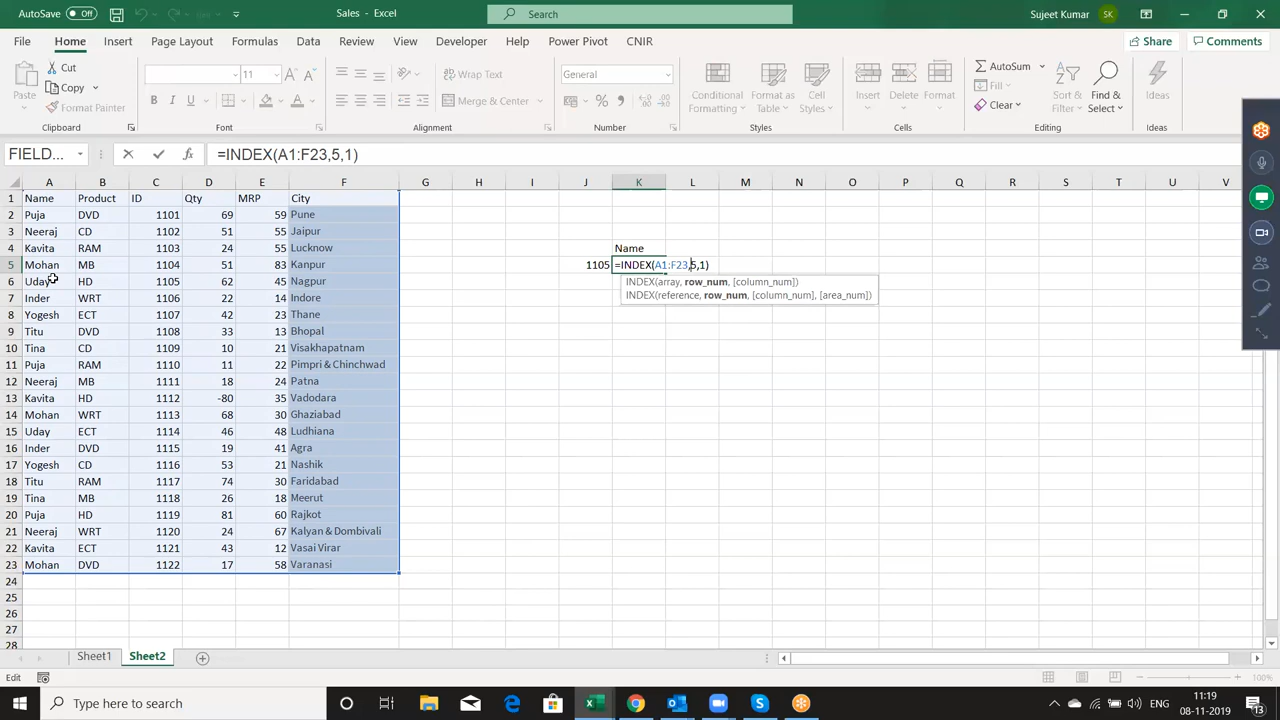 AutoSave Off Sales - Excel Search Sujeet Kumar SK
File Home Insert Page Layout Formulas Data Review View Developer Help Power Pivot CNIR Share Comments
Cut
Copy
Format Painter
Paste
11
Wrap Text
Merge & Center
General
Conditional Formatting
Format as Table
Cell Styles
Insert
Delete
Format
AutoSum
Fill
Clear
Sort & Filter
Find & Select
Ideas
Clipboard Font Alignment Number Styles Cells Editing Ideas
FIELD... =INDEX(A1:F23,5,1)
A B C D E F G H I J K L M N O P Q R S T U V
1 Name Product ID Qty MRP City
2 Puja DVD 1101 69 59 Pune
3 Neeraj CD 1102 51 55 Jaipur
4 Kavita RAM 1103 24 55 Lucknow Name
5 Mohan MB 1104 51 83 Kanpur 1105 =INDEX(A1:F23,5,1)
6 Uday HD 1105 62 45 Nagpur INDEX(array, row_num, [column_num])
7 Inder WRT 1106 22 14 Indore INDEX(reference, row_num, [column_num], [area_num])
8 Yogesh ECT 1107 42 23 Thane
9 Titu DVD 1108 33 13 Bhopal
10 Tina CD 1109 10 21 Visakhapatnam
11 Puja RAM 1110 11 22 Pimpri & Chinchwad
12 Neeraj MB 1111 18 24 Patna
13 Kavita HD 1112 -80 35 Vadodara
14 Mohan WRT 1113 68 30 Ghaziabad
15 Uday ECT 1114 46 48 Ludhiana
16 Inder DVD 1115 19 41 Agra
17 Yogesh CD 1116 53 21 Nashik
18 Titu RAM 1117 74 30 Faridabad
19 Tina MB 1118 26 18 Meerut
20 Puja HD 1119 81 60 Rajkot
21 Neeraj WRT 1120 24 67 Kalyan & Dombivali
22 Kavita ECT 1121 43 12 Vasai Virar
23 Mohan DVD 1122 17 58 Varanasi
24
25
26
27
28
Sheet1 Sheet2
Edit 100%
Type here to search
11:19
08-11-2019